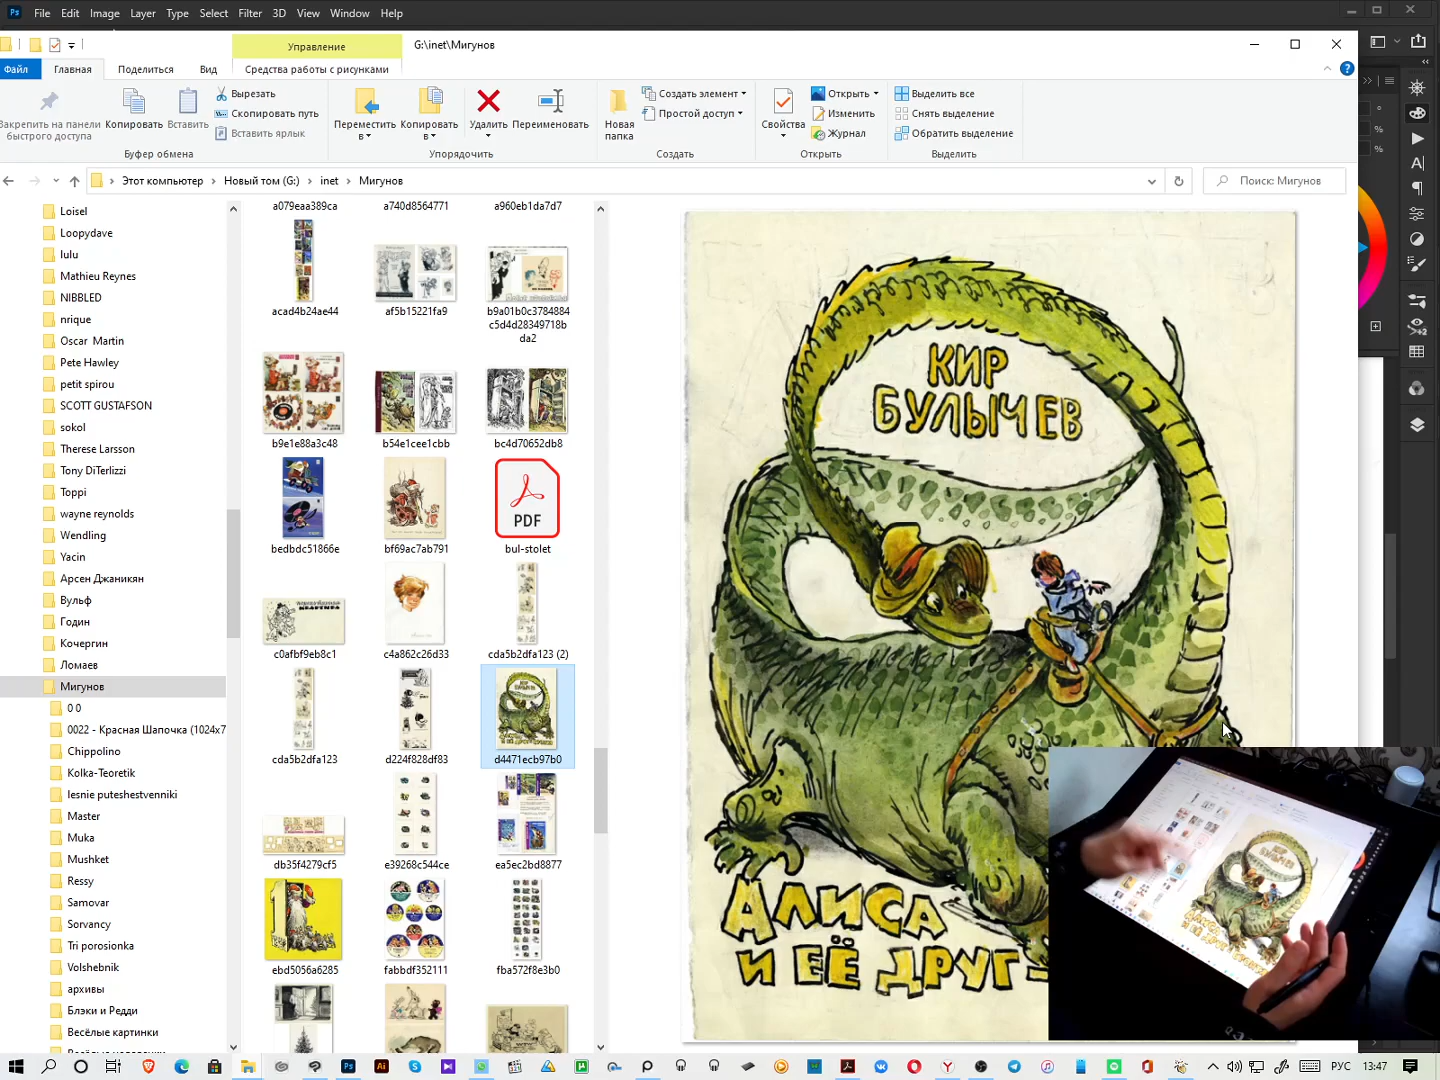 File Edit Image Layer Type Select Filter 3D View Window Help
Управление
G:\inet\Мигунов
Файл Главная Поделиться Вид Средства работы с рисунками
Закрепить на панели быстрого доступа
Копировать
Вставить
Вырезать
Скопировать путь
Вставить ярлык
Переместить в
Копировать в
Удалить
Переименовать
Новая папка
Создать элемент
Простой доступ
Свойства
Открыть
Изменить
Журнал
Выделить все
Снять выделение
Обратить выделение
Буфер обмена
Упорядочить
Создать
Открыть
Выделить
Этот компьютер > Новый том (G:) > inet > Мигунов
Поиск: Мигунов
Loisel
Loopydave
lulu
Mathieu Reynes
NIBBLED
nrique
Oscar Martin
Pete Hawley
petit spirou
SCOTT GUSTAFSON
sokol
Therese Larsson
Tony DiTerlizzi
Toppi
wayne reynolds
Wendling
Yacin
Арсен Джаникян
Вульф
Годин
Кочергин
Ломаев
Мигунов
0 0
0022 - Красная Шапочка (1024x7
Chippolino
Kolka-Teoretik
lesnie puteshestvenniki
Master
Muka
Mushket
Ressy
Samovar
Sorvancy
Tri porosionka
Volshebnik
архивы
Блэки и Редди
Весёлые картинки
a079eaa389ca
a740d8564771
a960eb1da7d7
acad4b24ae44
af5b15221fa9
b9a01b0c3784884c5d4d28349718bda2
b9e1e88a3c48
b54e1cee1cbb
bc4d70652db8
bedbdc51866e
bf69ac7ab791
PDF
bul-stolet
c0afbf9eb8c1
c4a862c26d33
cda5b2dfa123 (2)
cda5b2dfa123
d224f828df83
d4471ecb97b0
db35f4279cf5
e39268c544ce
ea5ec2bd8877
ebd5056a6285
fabbdf352111
fba572f8e3b0
КИР
БУЛЫЧЕВ
АЛИСА
И ЕЁ ДРУГ-
РУС 13:47